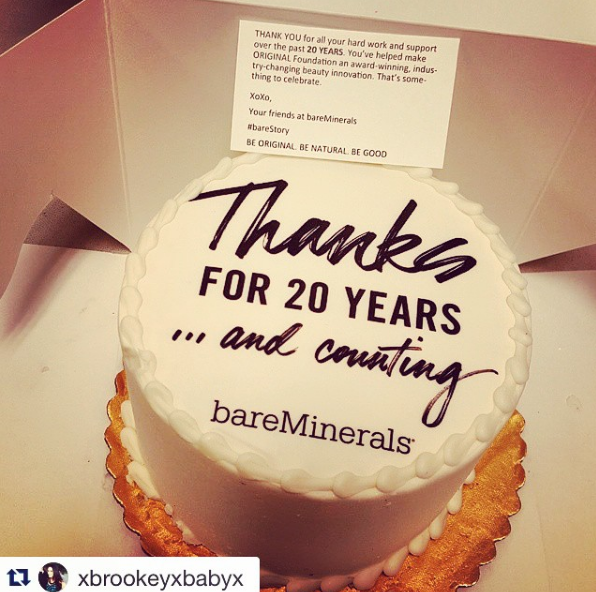 THANK YOU for all your hard work and support
over the past 20 YEARS. You've helped make
ORIGINAL Foundation an award-winning, indus-
try-changing beauty innovation. That's some-
thing to celebrate.
XoXo,
Your friends at bareMinerals
#bareStory
BE ORIGINAL. BE NATURAL. BE GOOD
Thanks
FOR 20 YEARS
... and counting
bareMinerals
xbrookeyxbabyx